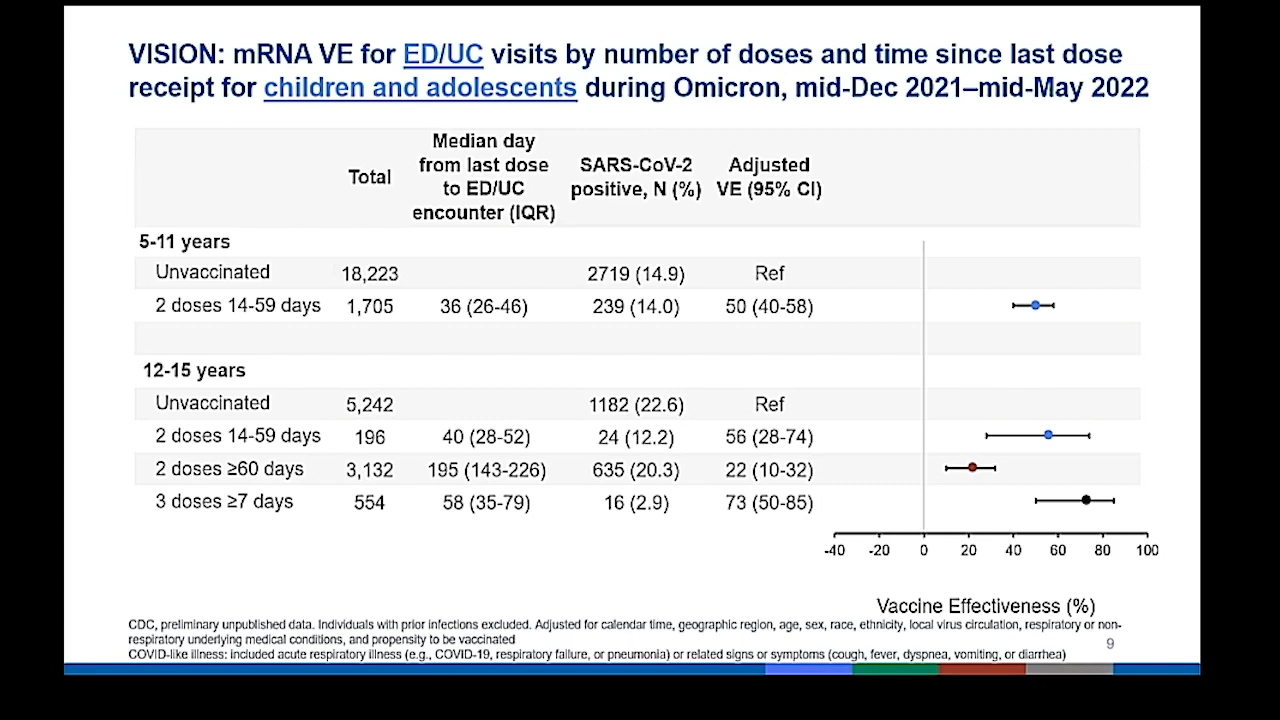 VISION: mRNA VE for ED/UC visits by number of doses and time since last dose
receipt for children and adolescents during Omicron, mid-Dec 2021–mid-May 2022
Total
Median day
from last dose
to ED/UC
encounter (IQR)
SARS-CoV-2
positive, N (%)
Adjusted
VE (95% CI)
5-11 years
Unvaccinated 18,223 2719 (14.9) Ref
2 doses 14-59 days 1,705 36 (26-46) 239 (14.0) 50 (40-58)
12-15 years
Unvaccinated 5,242 1182 (22.6) Ref
2 doses 14-59 days 196 40 (28-52) 24 (12.2) 56 (28-74)
2 doses ≥60 days 3,132 195 (143-226) 635 (20.3) 22 (10-32)
3 doses ≥7 days 554 58 (35-79) 16 (2.9) 73 (50-85)
-40 -20 0 20 40 60 80 100
Vaccine Effectiveness (%)
CDC, preliminary unpublished data. Individuals with prior infections excluded. Adjusted for calendar time, geographic region, age, sex, race, ethnicity, local virus circulation, respiratory or non-
respiratory underlying medical conditions, and propensity to be vaccinated
COVID-like illness: included acute respiratory illness (e.g., COVID-19, respiratory failure, or pneumonia) or related signs or symptoms (cough, fever, dyspnea, vomiting, or diarrhea)
9